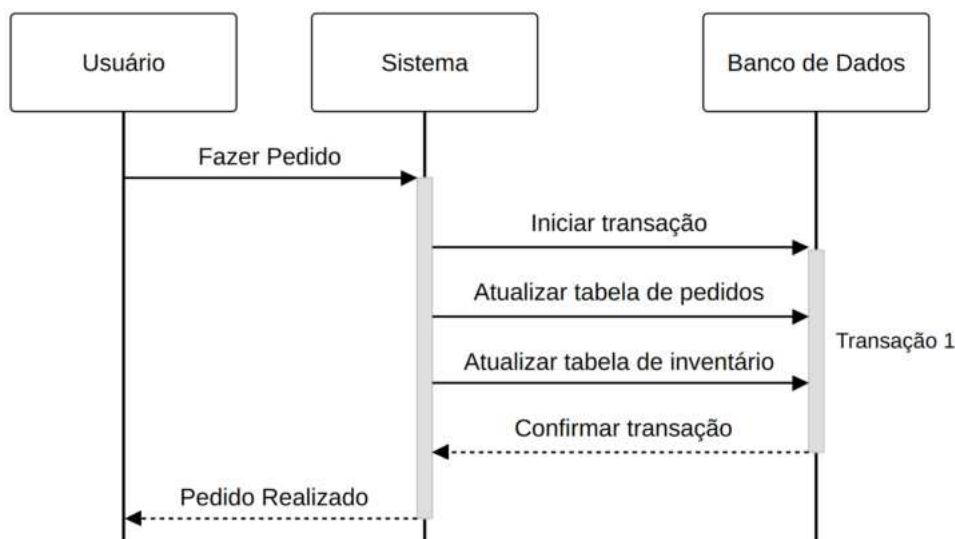 Usuário
Sistema
Banco de Dados
Fazer Pedido
Iniciar transação
Atualizar tabela de pedidos
Transação 1
Atualizar tabela de inventário
Confirmar transação
Pedido Realizado